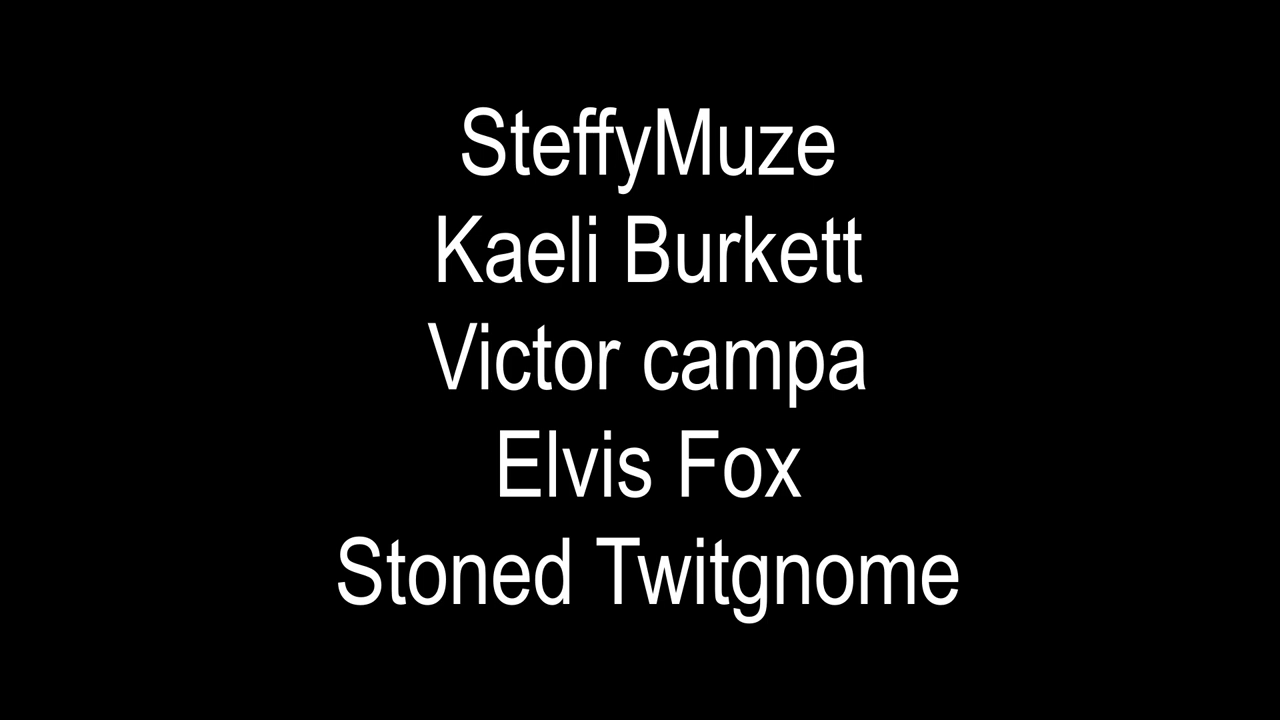 SteffyMuze
Kaeli Burkett
Victor campa
Elvis Fox
Stoned Twitgnome